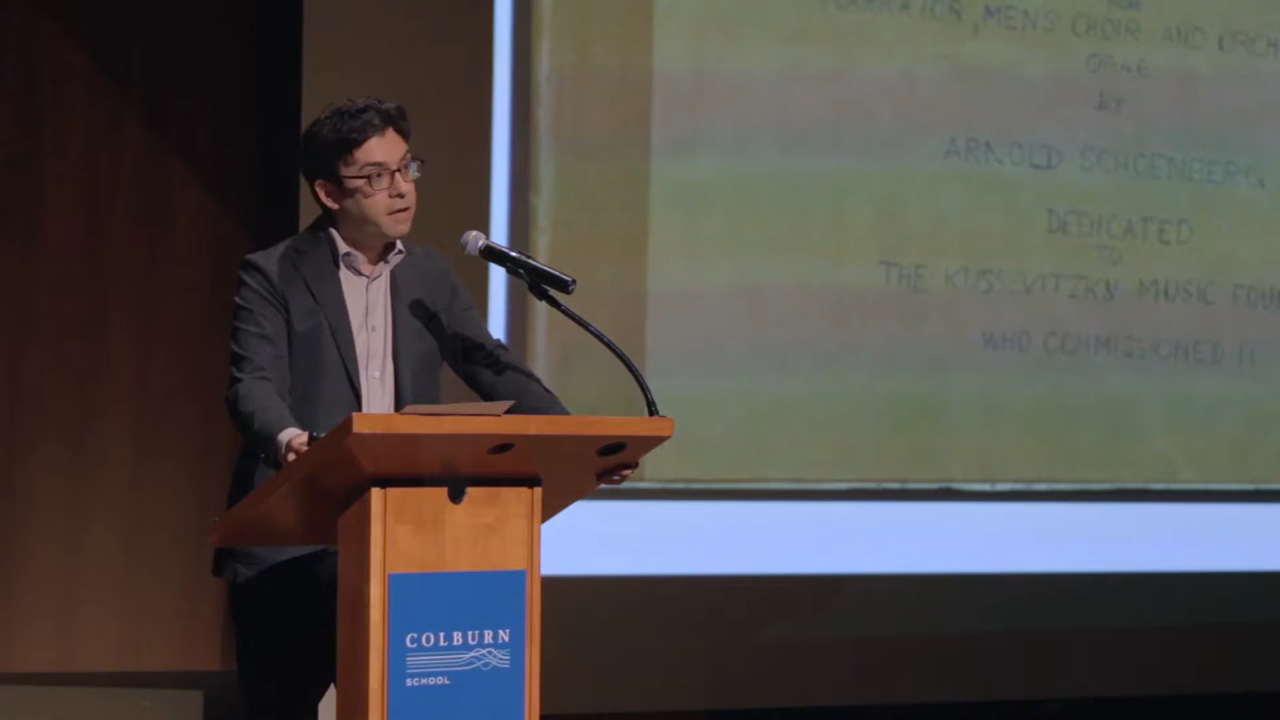 NARRATOR, MEN'S CHOIR AND ORCH
OP. 46
BY
ARNOLD SCHOENBERG.
DEDICATED
TO
THE KUSSEVITZKY MUSIC FOU
WHO COMMISSIONED IT
COLBURN
SCHOOL